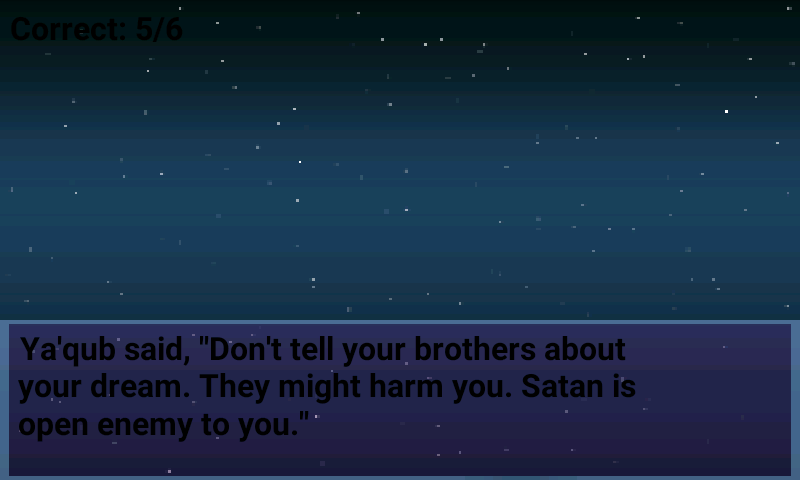 Correct: 5/6
Ya'qub said, "Don't tell your brothers about
your dream. They might harm you. Satan is
open enemy to you."